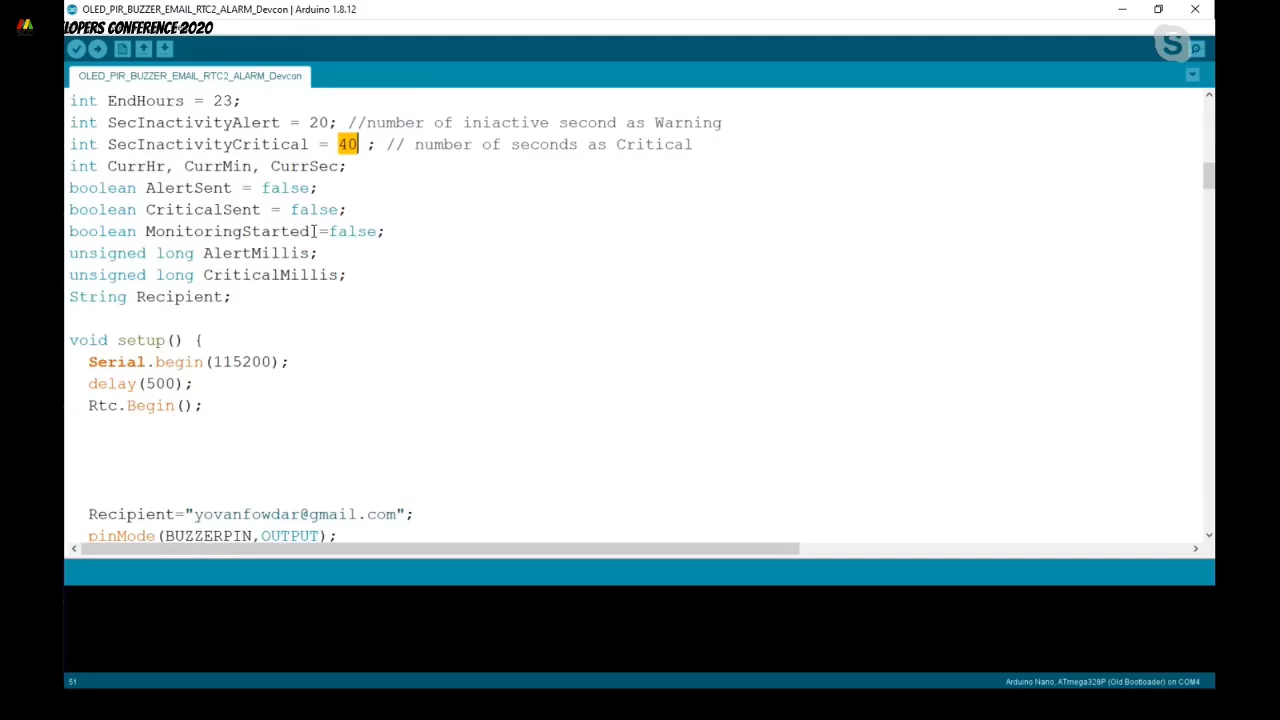 OLED_PIR_BUZZER_EMAIL_RTC2_ALARM_Devcon | Arduino 1.8.12
ELOPERS CONFERENCE 2020
OLED_PIR_BUZZER_EMAIL_RTC2_ALARM_Devcon
int EndHours = 23;
int SecInactivityAlert = 20; //number of iniactive second as Warning
int SecInactivityCritical = 40 ; // number of seconds as Critical
int CurrHr, CurrMin, CurrSec;
boolean AlertSent = false;
boolean CriticalSent = false;
boolean MonitoringStarted =false;
unsigned long AlertMillis;
unsigned long CriticalMillis;
String Recipient;
void setup() {
Serial.begin(115200);
delay(500);
Rtc.Begin();
Recipient="yovanfowdar@gmail.com";
pinMode(BUZZERPIN,OUTPUT);
51
Arduino Nano, ATmega328P (Old Bootloader) on COM4